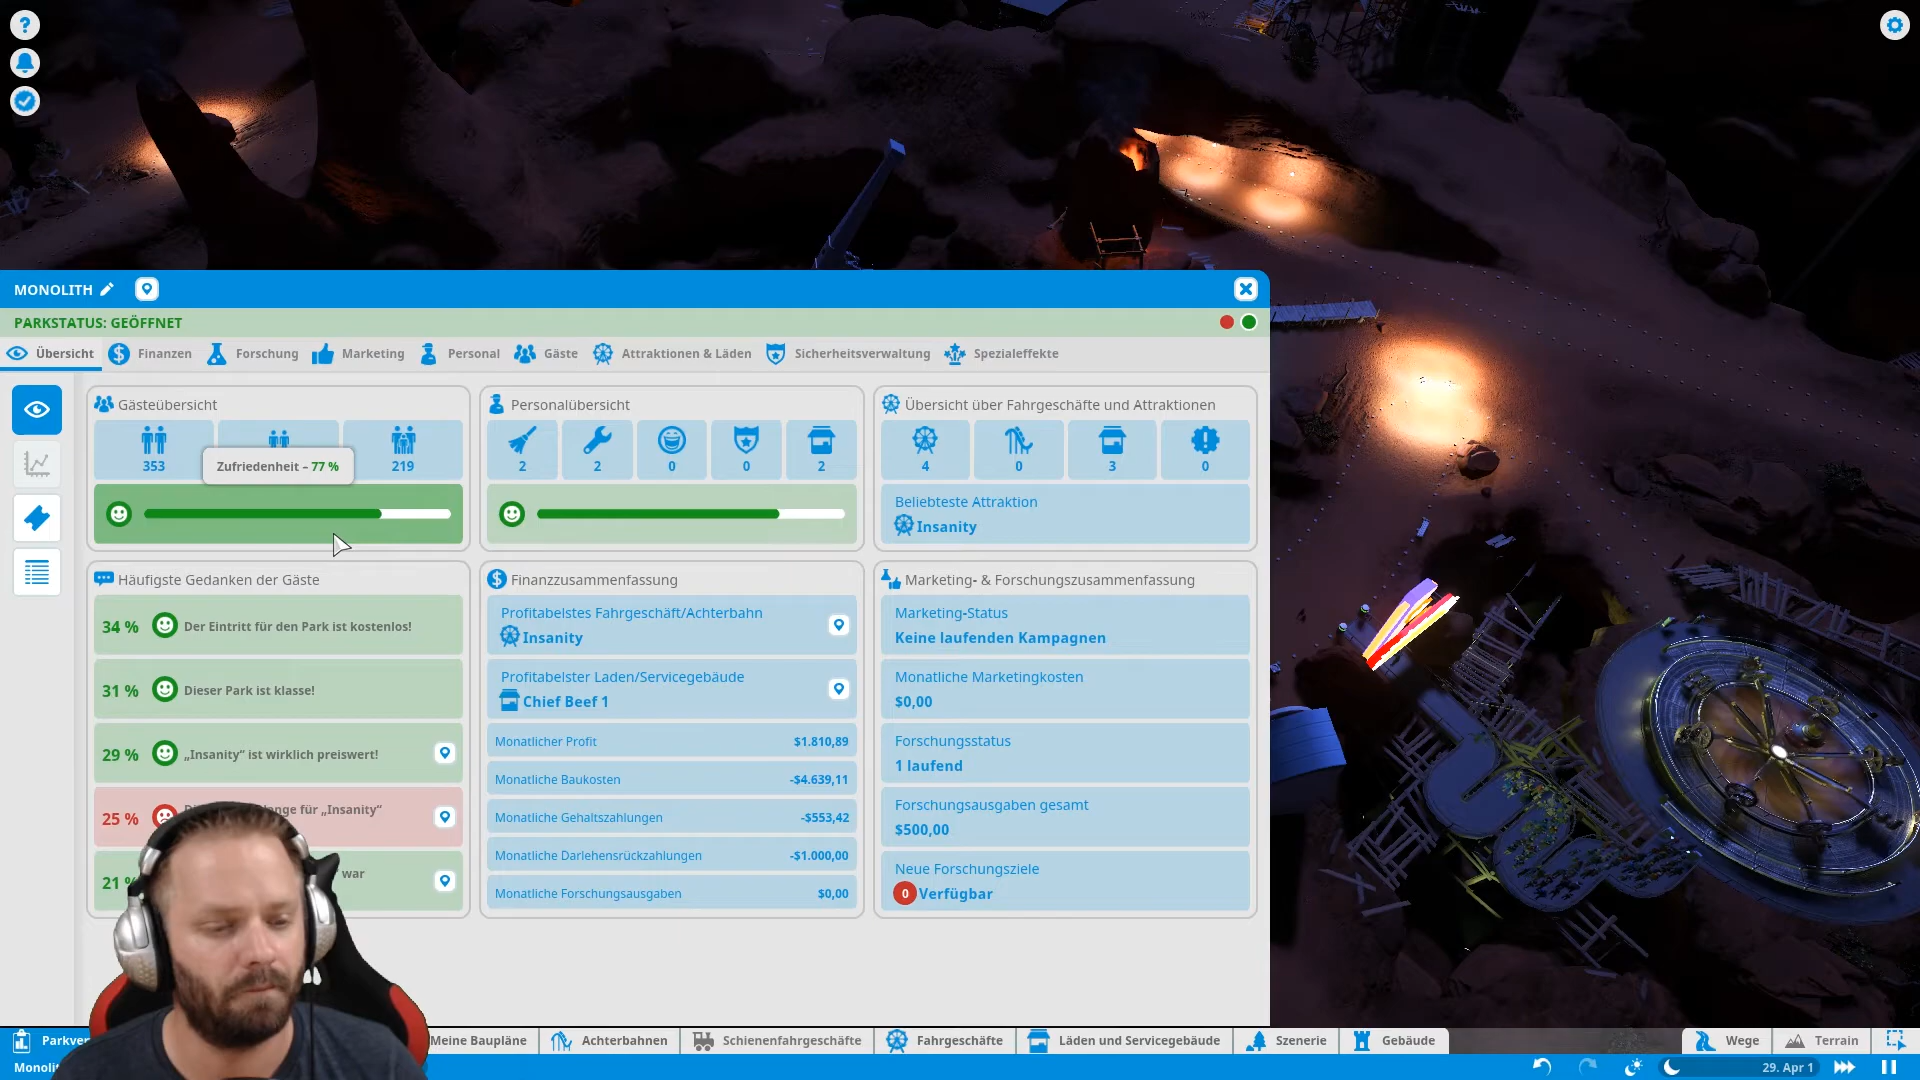 ?
MONOLITH
PARKSTATUS: GEÖFFNET
Übersicht
Finanzen
Forschung
Marketing
Personal
Gäste
Attraktionen & Läden
Sicherheitsverwaltung
Spezialeffekte
Gästeübersicht
353
219
Zufriedenheit – 77 %
Personalübersicht
2
2
0
0
2
Übersicht über Fahrgeschäfte und Attraktionen
4
0
3
0
Beliebteste Attraktion
Insanity
Häufigste Gedanken der Gäste
34 % Der Eintritt für den Park ist kostenlos!
31 % Dieser Park ist klasse!
29 % „Insanity“ ist wirklich preiswert!
25 % für „Insanity“
21 % war
Finanzzusammenfassung
Profitabelstes Fahrgeschäft/Achterbahn
Insanity
Profitabelster Laden/Servicegebäude
Chief Beef 1
Monatlicher Profit $1.810,89
Monatliche Baukosten -$4.639,11
Monatliche Gehaltszahlungen -$553,42
Monatliche Darlehensrückzahlungen -$1.000,00
Monatliche Forschungsausgaben $0,00
Marketing- & Forschungszusammenfassung
Marketing-Status
Keine laufenden Kampagnen
Monatliche Marketingkosten
$0,00
Forschungsstatus
1 laufend
Forschungsausgaben gesamt
$500,00
Neue Forschungsziele
0 Verfügbar
Meine Baupläne
Achterbahnen
Schienenfahrgeschäfte
Fahrgeschäfte
Läden und Servicegebäude
Szenerie
Gebäude
Wege
Terrain
29. Apr 1